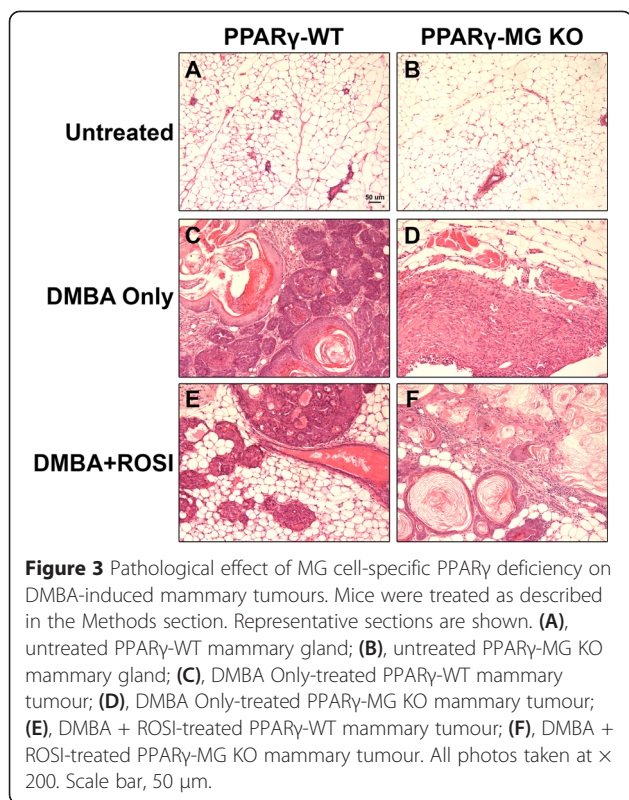 PPARγ-WT PPARγ-MG KO
Untreated
A
B
50 um
DMBA Only
C
D
DMBA+ROSI
E
F
Figure 3 Pathological effect of MG cell-specific PPARγ deficiency on
DMBA-induced mammary tumours. Mice were treated as described
in the Methods section. Representative sections are shown. (A),
untreated PPARγ-WT mammary gland; (B), untreated PPARγ-MG KO
mammary gland; (C), DMBA Only-treated PPARγ-WT mammary
tumour; (D), DMBA Only-treated PPARγ-MG KO mammary tumour;
(E), DMBA + ROSI-treated PPARγ-WT mammary tumour; (F), DMBA +
ROSI-treated PPARγ-MG KO mammary tumour. All photos taken at ×
200. Scale bar, 50 μm.